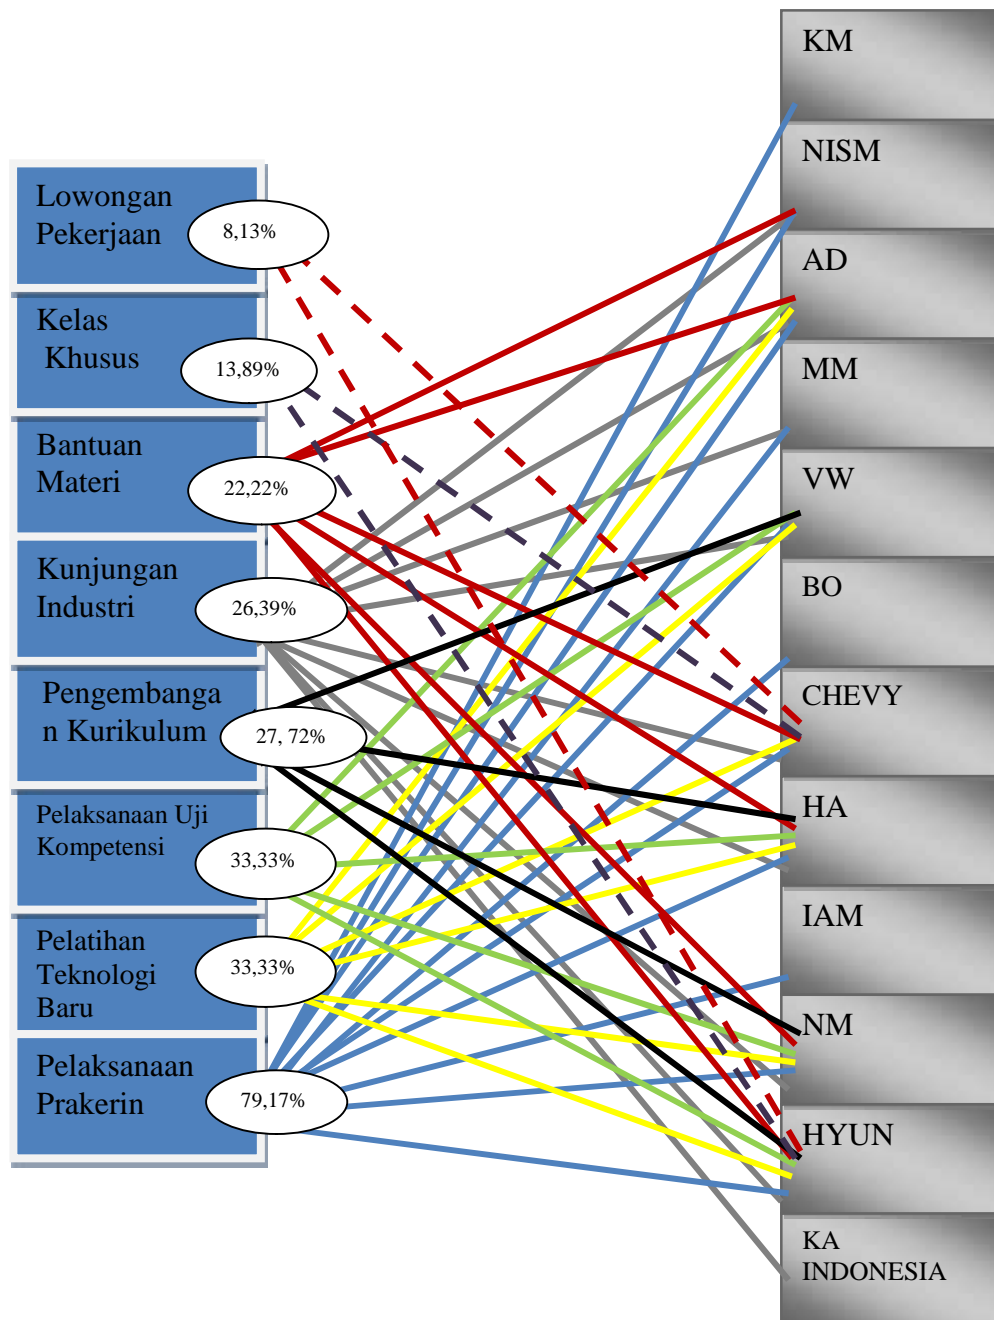 Lowongan
Pekerjaan
8,13%
Kelas
Khusus
13,89%
Bantuan
Materi
22,22%
Kunjungan
Industri
26,39%
Pengembanga
n Kurikulum
27, 72%
Pelaksanaan Uji
Kompetensi
33,33%
Pelatihan
Teknologi
Baru
33,33%
Pelaksanaan
Prakerin
79,17%
KM
NISM
AD
MM
VW
BO
CHEVY
HA
IAM
NM
HYUN
KA
INDONESIA